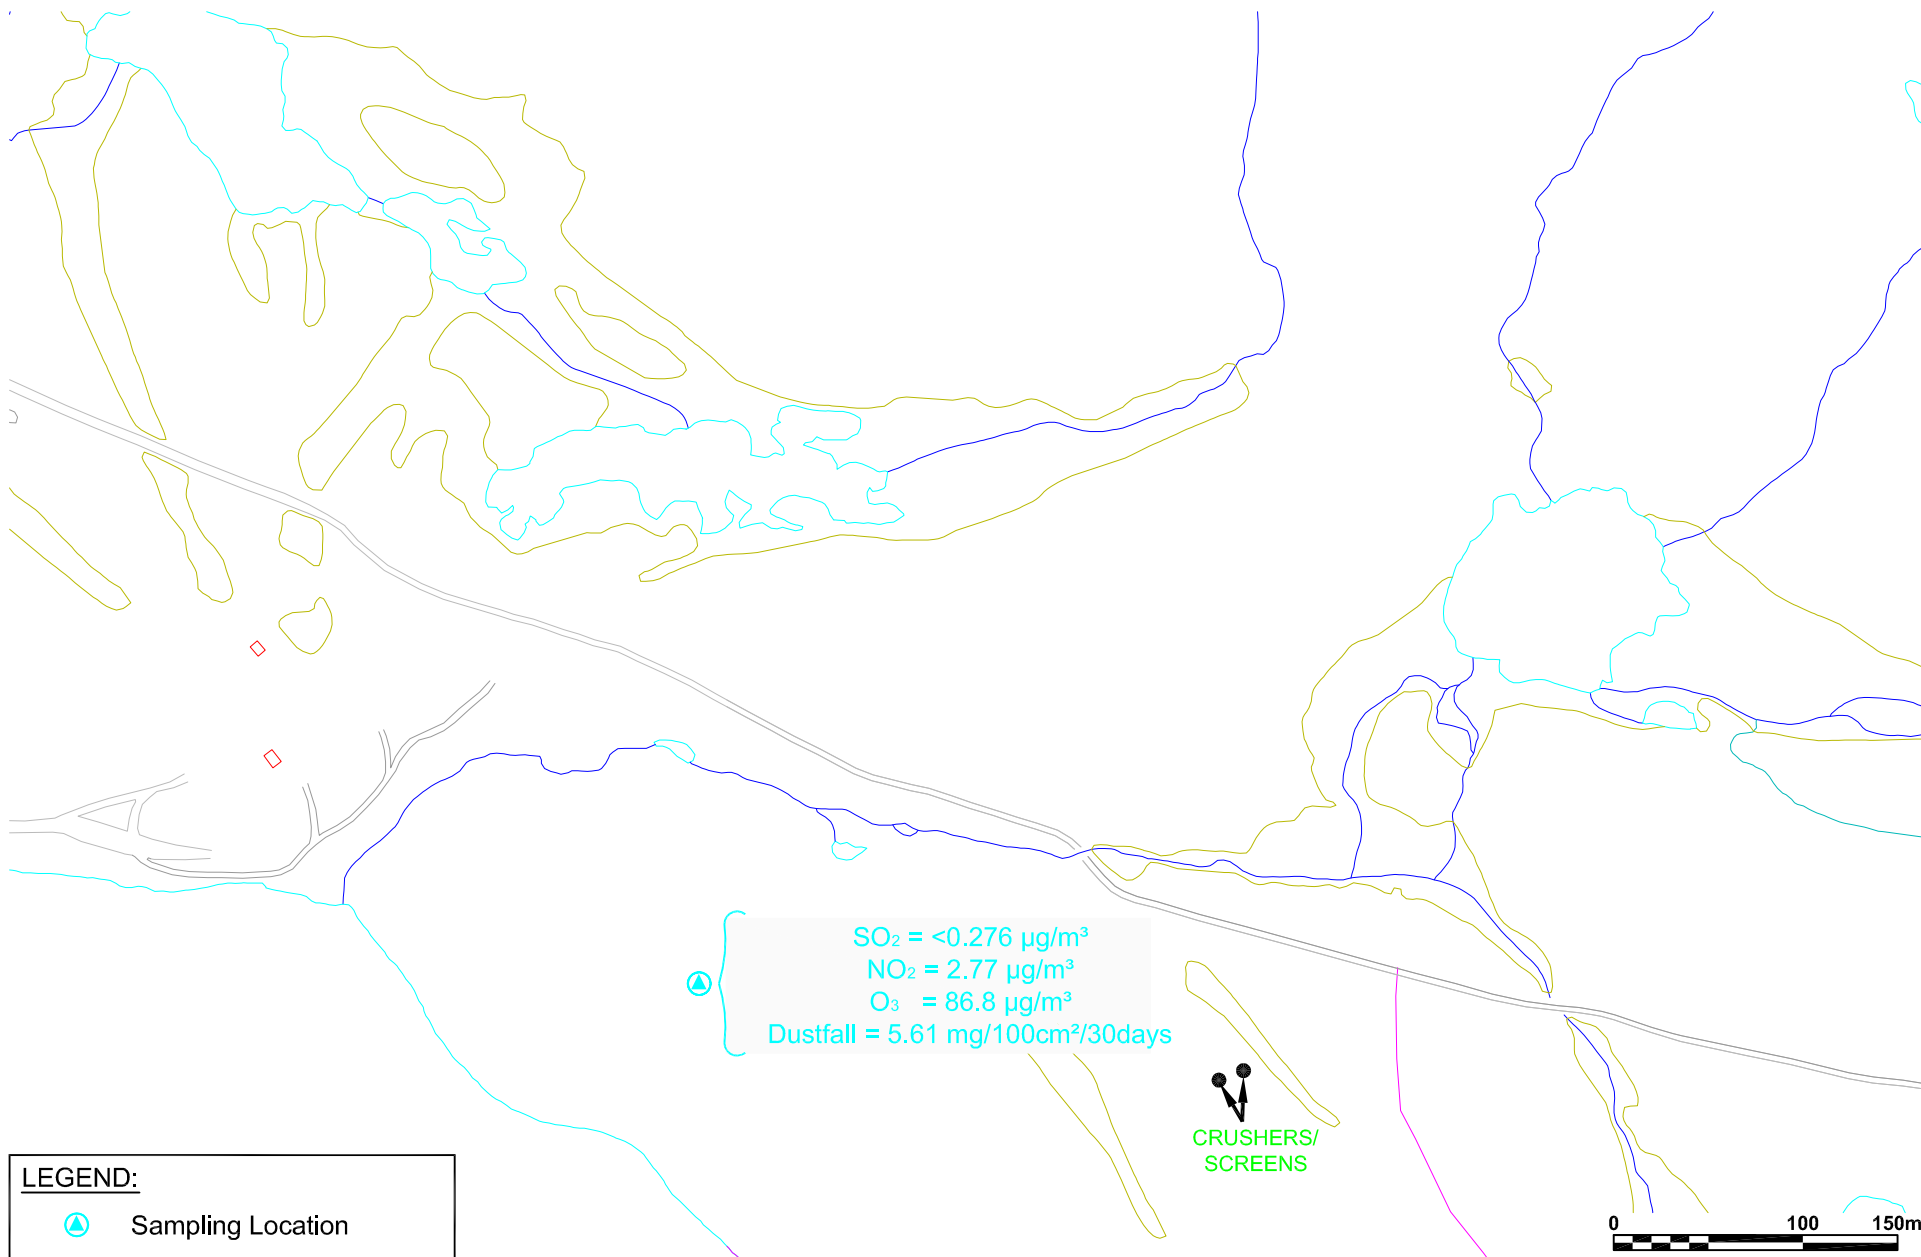 SO₂ = <0.276 µg/m³
NO₂ = 2.77 µg/m³
O₃ = 86.8 µg/m³
Dustfall = 5.61 mg/100cm²/30days
CRUSHERS/
SCREENS
LEGEND:
Sampling Location
0 100 150m